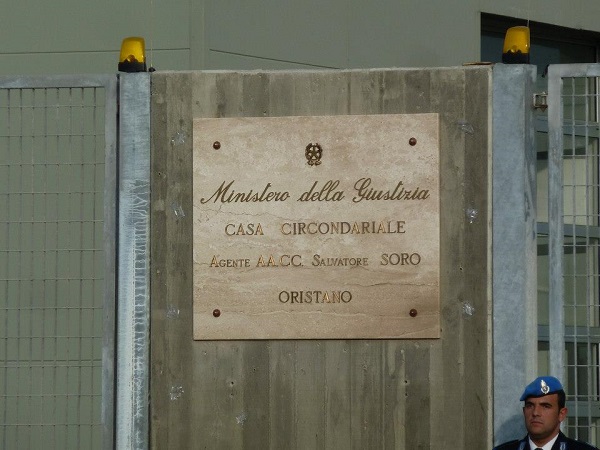 Ministero della Giustizia
CASA CIRCONDARIALE
AGENTE AA.CC. SALVATORE SORO
ORISTANO